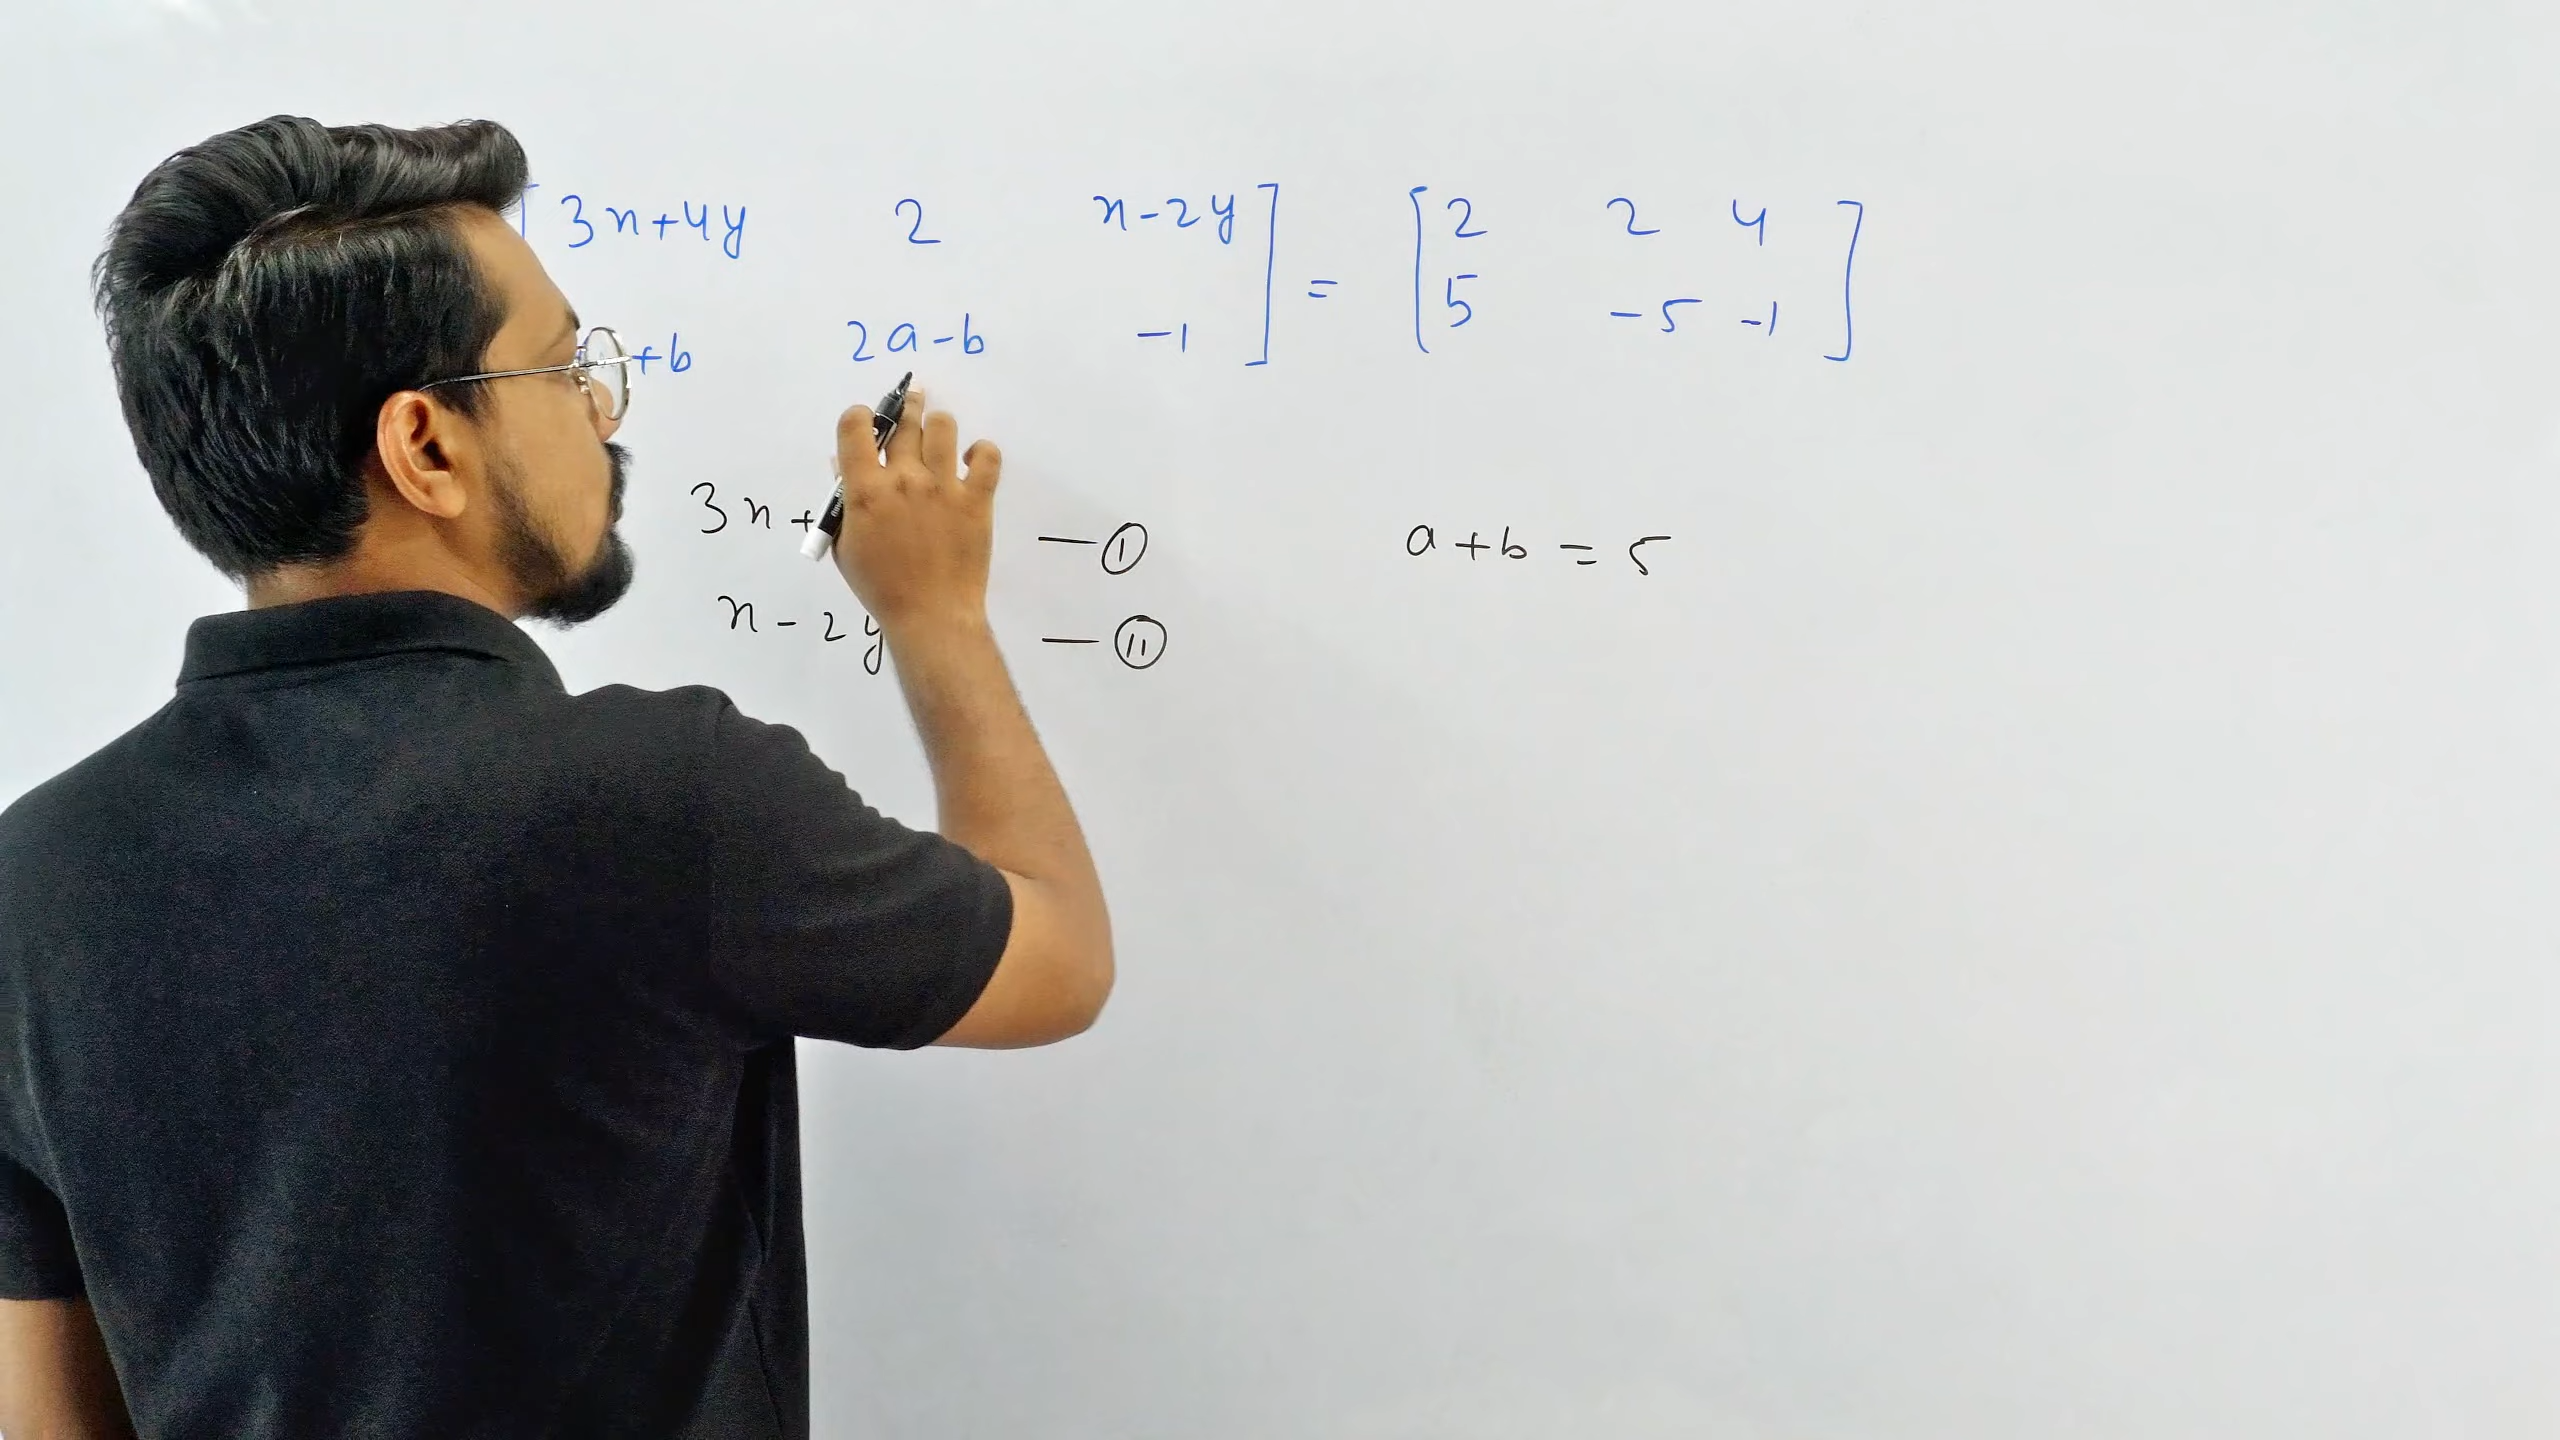 [ 3x+4y 2 x-2y ] = [ 2 2 4 ]
+b 2a-b -1 5 -5 -1
3x+ — ①
a+b = 5
x-2y — ⑪